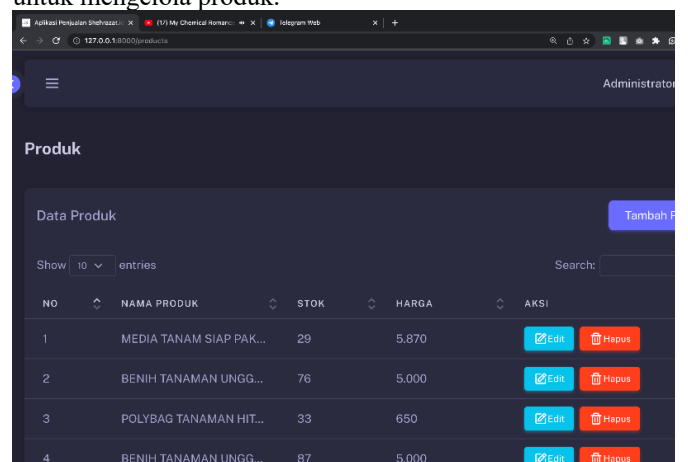 untuk mengelola produk.
Aplikasi Penjualan Shehrazat. (17) My Chemical Romance Telegram Web
127.0.0.1:8000/products
Administrator
Produk
Data Produk
Tambah P
Show 10 entries Search:
NO NAMA PRODUK STOK HARGA AKSI
1 MEDIA TANAM SIAP PAK... 29 5.870 Edit Hapus
2 BENIH TANAMAN UNGG... 76 5.000 Edit Hapus
3 POLYBAG TANAMAN HIT... 33 650 Edit Hapus
4 BENIH TANAMAN UNGG... 87 5.000 Edit Hapus